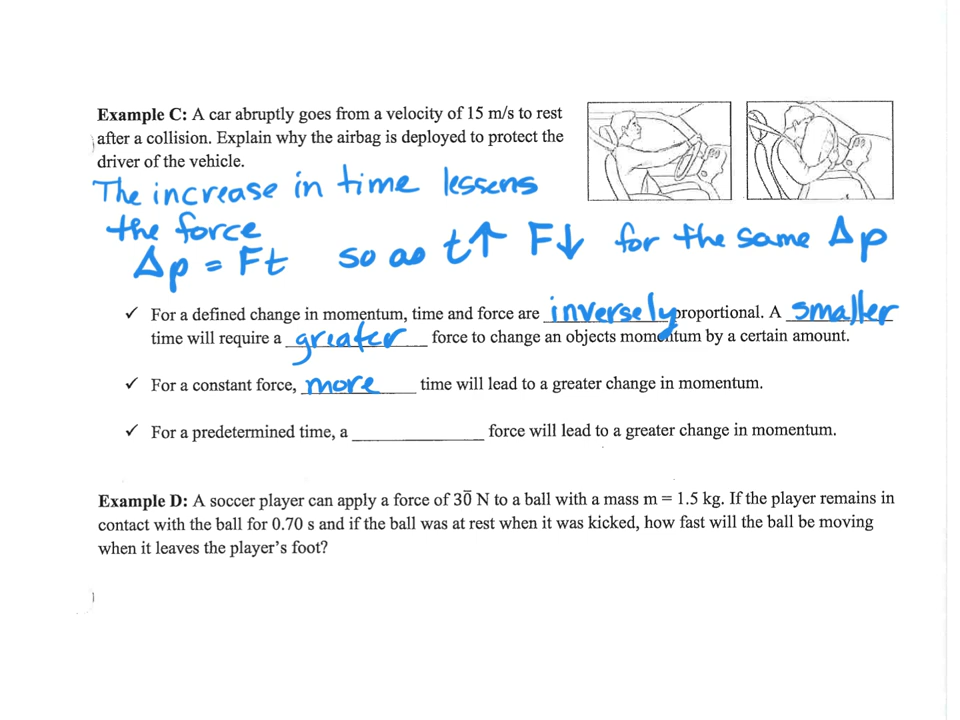 Example C: A car abruptly goes from a velocity of 15 m/s to rest
after a collision. Explain why the airbag is deployed to protect the
driver of the vehicle.
The increase in time lessens
the force
Δp = Ft so as t↑ F↓ for the same Δp
✓ For a defined change in momentum, time and force are inversely proportional. A smaller
time will require a greater force to change an objects momentum by a certain amount.
✓ For a constant force, more time will lead to a greater change in momentum.
✓ For a predetermined time, a ______________ force will lead to a greater change in momentum.
Example D: A soccer player can apply a force of 30̅ N to a ball with a mass m = 1.5 kg. If the player remains in
contact with the ball for 0.70 s and if the ball was at rest when it was kicked, how fast will the ball be moving
when it leaves the player's foot?